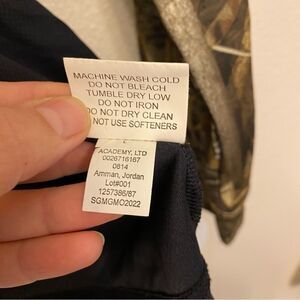 MACHINE WASH COLD
DO NOT BLEACH
TUMBLE DRY LOW
DO NOT IRON
DO NOT DRY CLEAN
DO NOT USE SOFTENERS
C
ACADEMY, LTD
0026716167
0814
Amman, Jordan
Lot#001
1257386/87
SGMGMO2022